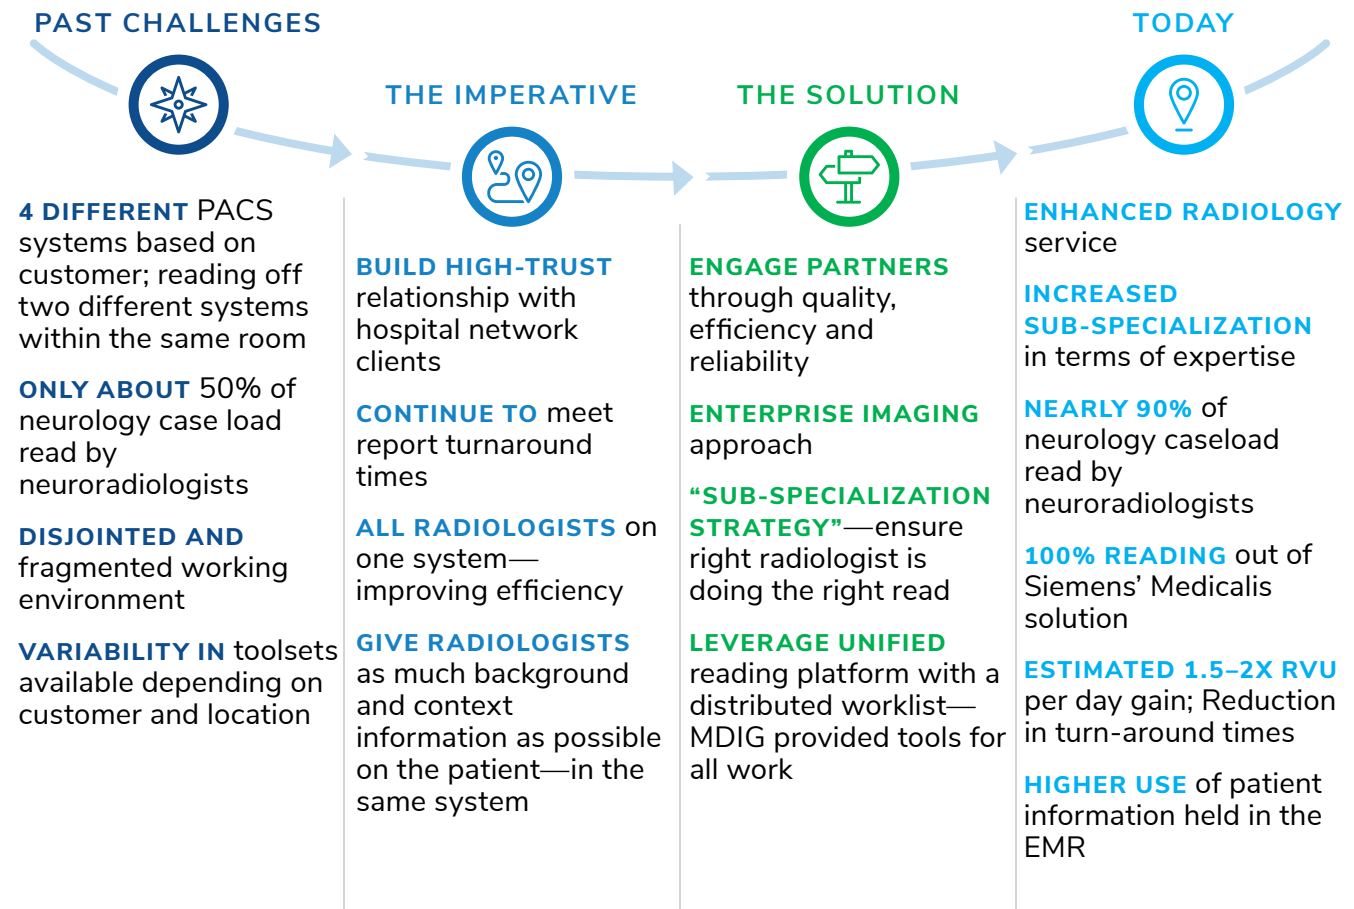 PAST CHALLENGES
4 DIFFERENT PACS
systems based on
customer; reading off
two different systems
within the same room
ONLY ABOUT 50% of
neurology case load
read by
neuroradiologists
DISJOINTED AND
fragmented working
environment
VARIABILITY IN toolsets
available depending on
customer and location
THE IMPERATIVE
BUILD HIGH-TRUST
relationship with
hospital network
clients
CONTINUE TO meet
report turnaround
times
ALL RADIOLOGISTS on
one system—
improving efficiency
GIVE RADIOLOGISTS
as much background
and context
information as possible
on the patient—in the
same system
THE SOLUTION
ENGAGE PARTNERS
through quality,
efficiency and
reliability
ENTERPRISE IMAGING
approach
“SUB-SPECIALIZATION
STRATEGY”—ensure
right radiologist is
doing the right read
LEVERAGE UNIFIED
reading platform with a
distributed worklist—
MDIG provided tools for
all work
TODAY
ENHANCED RADIOLOGY
service
INCREASED
SUB-SPECIALIZATION
in terms of expertise
NEARLY 90% of
neurology caseload
read by
neuroradiologists
100% READING out of
Siemens’ Medicalis
solution
ESTIMATED 1.5–2X RVU
per day gain; Reduction
in turn-around times
HIGHER USE of patient
information held in the
EMR